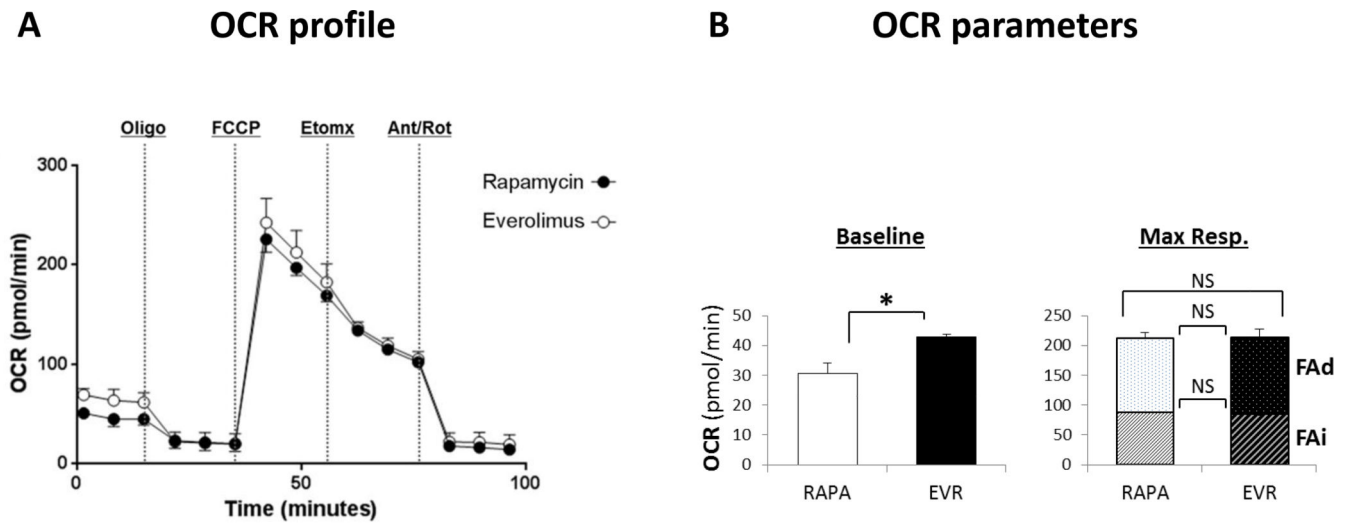 A OCR profile
Oligo FCCP Etomx Ant/Rot
300
200
100
0
OCR (pmol/min)
0 50 100
Time (minutes)
Rapamycin
Everolimus
B OCR parameters
Baseline
*
50
40
30
20
10
0
OCR (pmol/min)
RAPA EVR
Max Resp.
NS
NS
NS
250
200
150
100
50
0
FAd
FAi
RAPA EVR